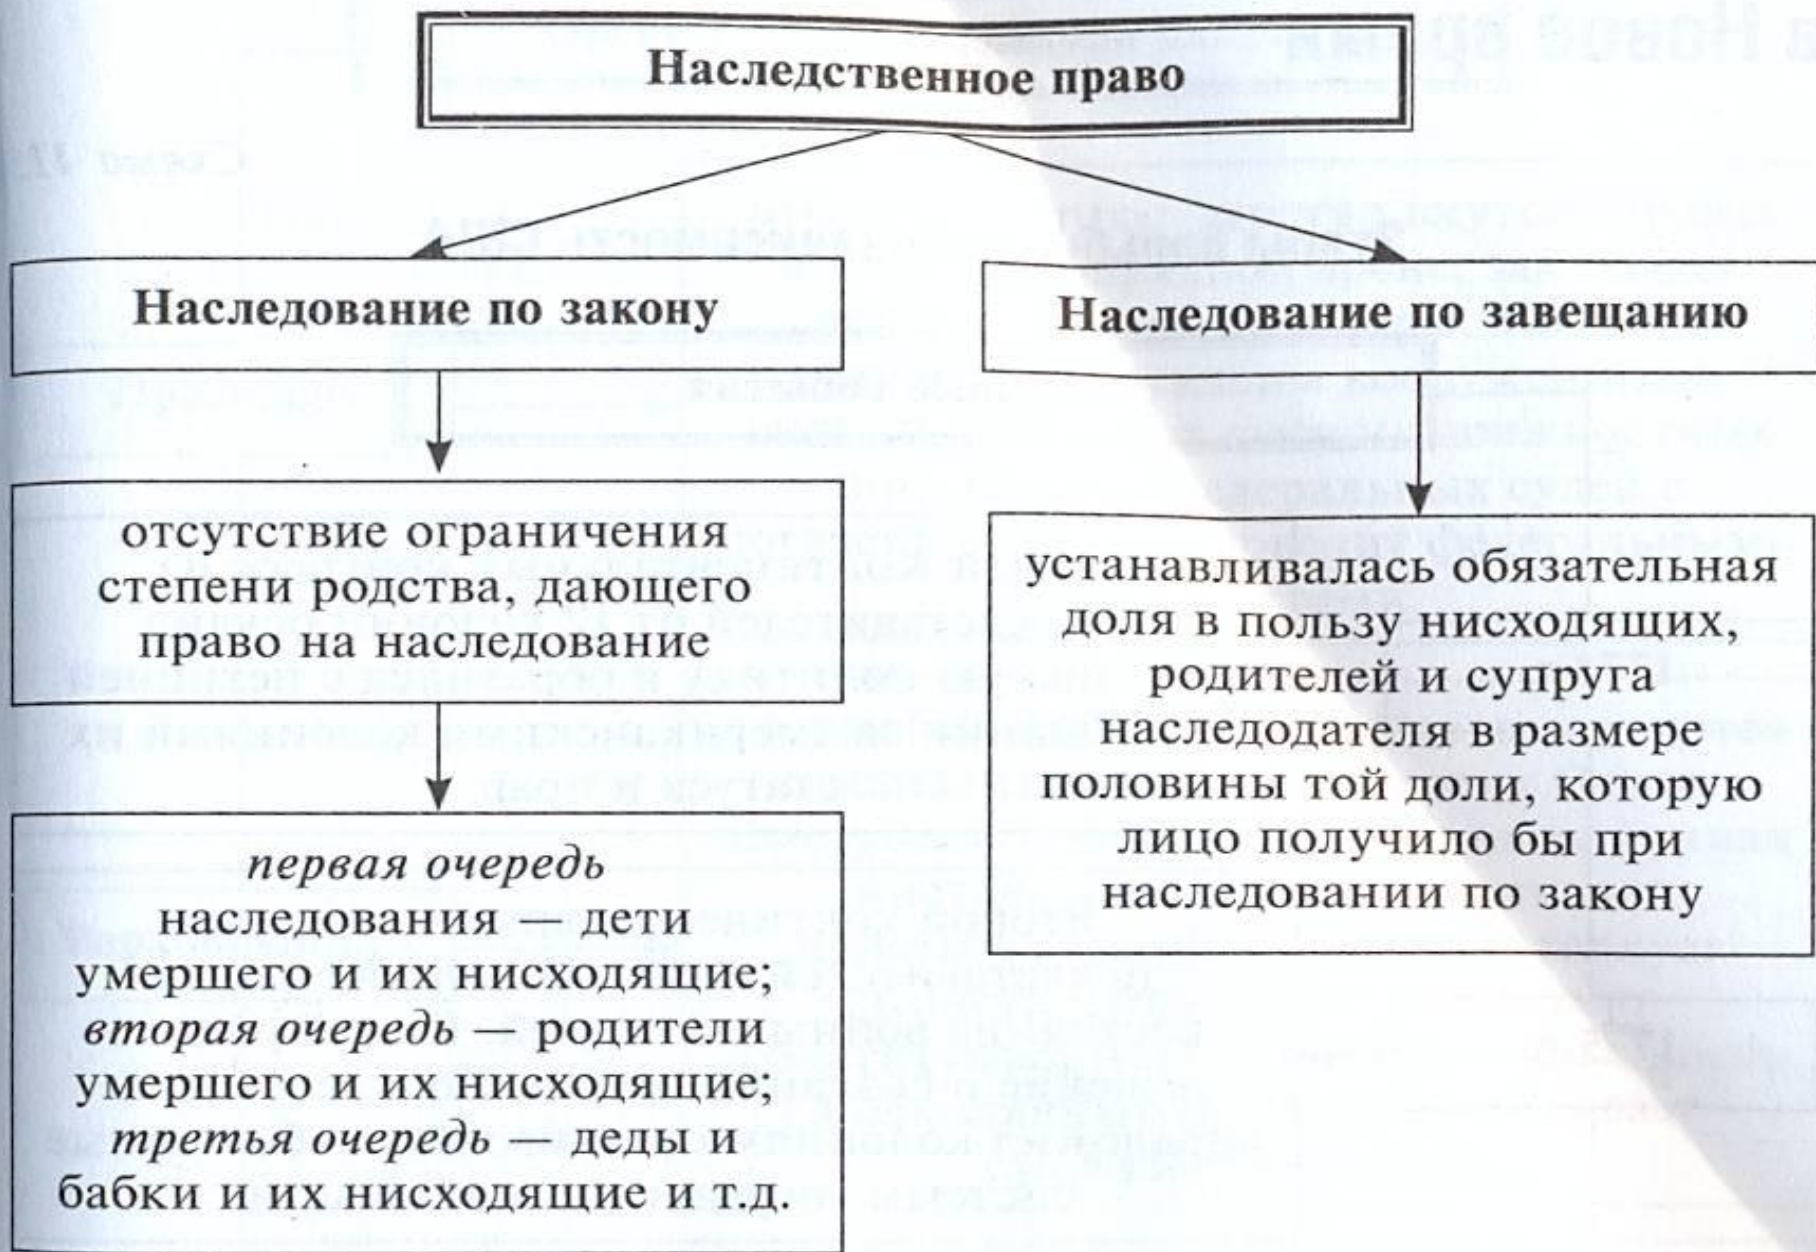 Наследственное право
Наследование по закону
отсутствие ограничения
степени родства, дающего
право на наследование
первая очередь
наследования — дети
умершего и их нисходящие;
вторая очередь — родители
умершего и их нисходящие;
третья очередь — деды и
бабки и их нисходящие и т.д.
Наследование по завещанию
устанавливалась обязательная
доля в пользу нисходящих,
родителей и супруга
наследодателя в размере
половины той доли, которую
лицо получило бы при
наследовании по закону